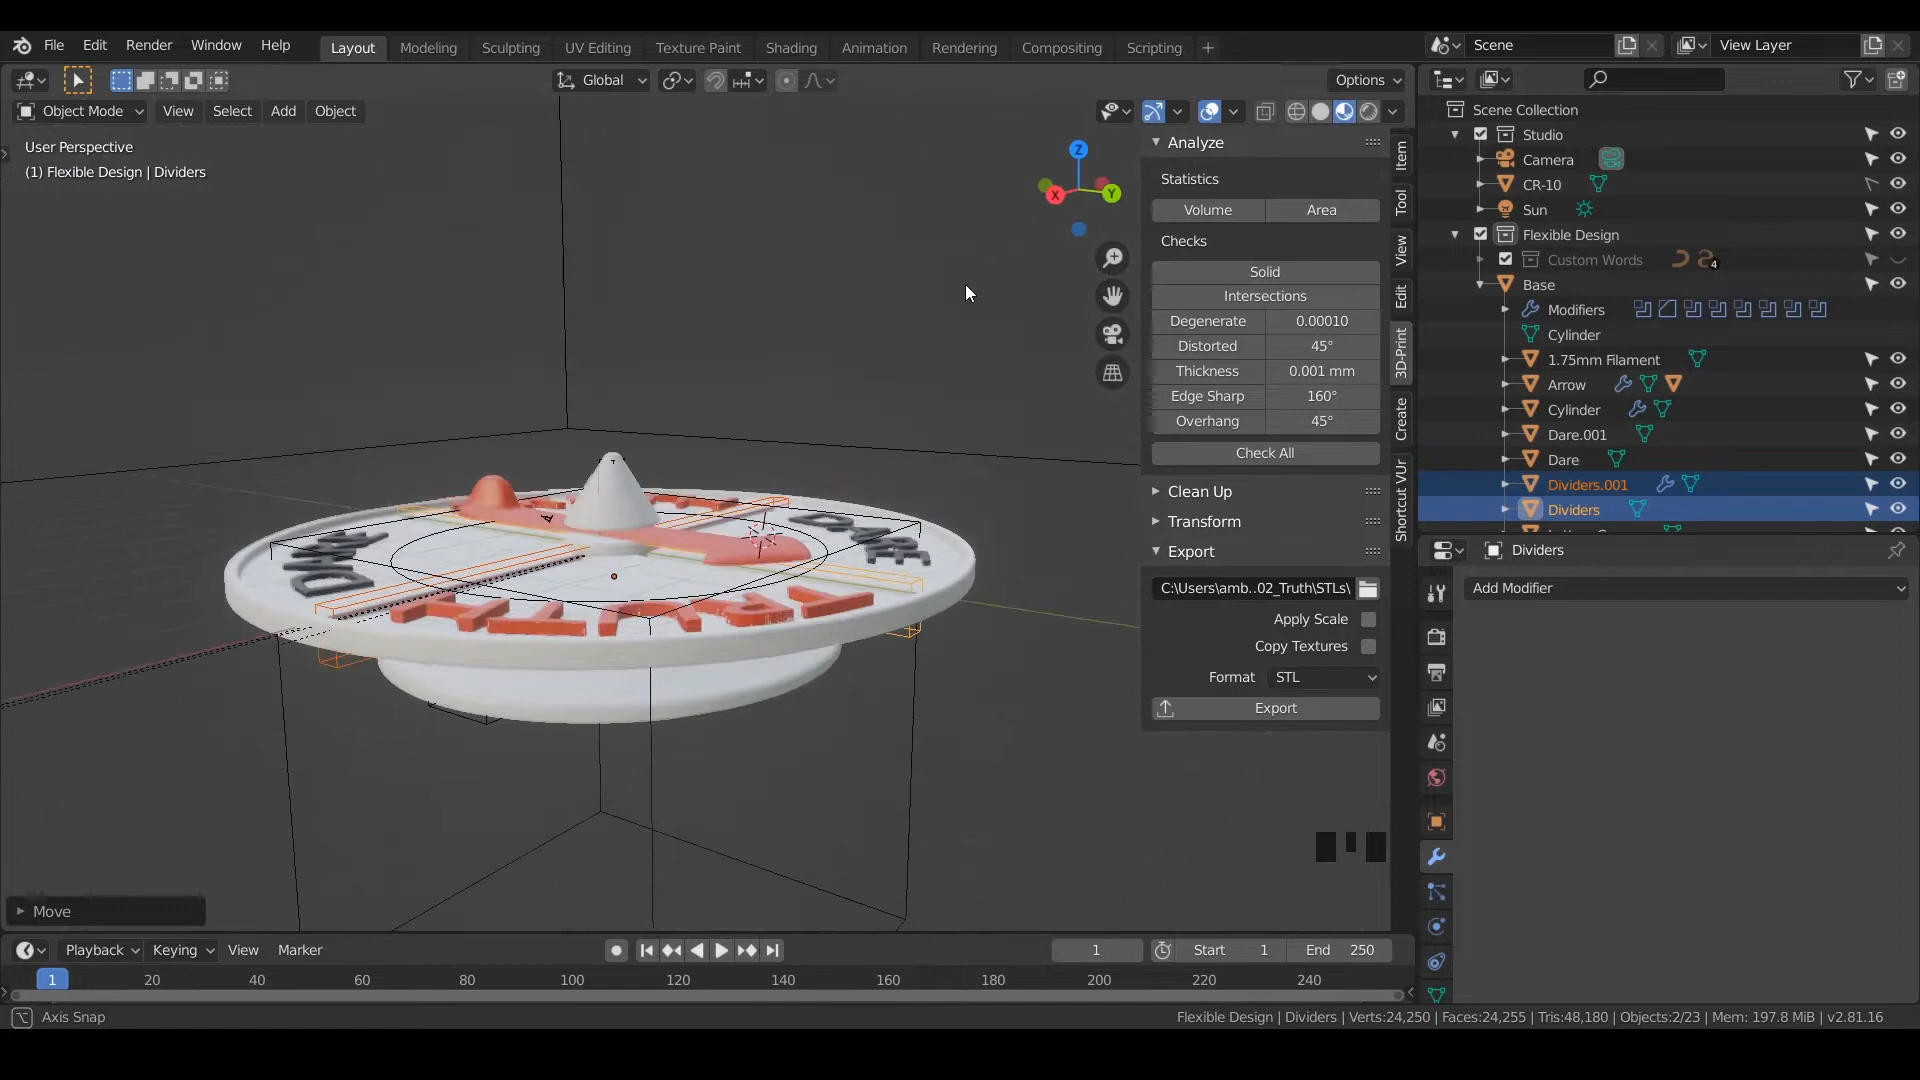 File Edit Render Window Help Layout Modeling Sculpting UV Editing Texture Paint Shading Animation Rendering Compositing Scripting + Scene View Layer
Global Options
Object Mode View Select Add Object
User Perspective
(1) Flexible Design | Dividers
Z
X
Y
DARE
DARE
TRUTH
Analyze
Statistics
Volume Area
Checks
Solid
Intersections
Degenerate 0.00010
Distorted 45°
Thickness 0.001 mm
Edge Sharp 160°
Overhang 45°
Check All
Clean Up
Transform
Export
C:\Users\amb..02_Truth\STLs\
Apply Scale
Copy Textures
Format STL
Export
Item
Tool
View
Edit
3D-Print
Create
Shortcut VUr
Scene Collection
Studio
Camera
CR-10
Sun
Flexible Design
Custom Words 4
Base
Modifiers
Cylinder
1.75mm Filament
Arrow
Cylinder
Dare.001
Dare
Dividers.001
Dividers
Dividers
Add Modifier
Move
Playback Keying View Marker 1 Start 1 End 250
1 20 40 60 80 100 120 140 160 180 200 220 240
Axis Snap
Flexible Design | Dividers | Verts:24,250 | Faces:24,255 | Tris:48,180 | Objects:2/23 | Mem: 197.8 MiB | v2.81.16